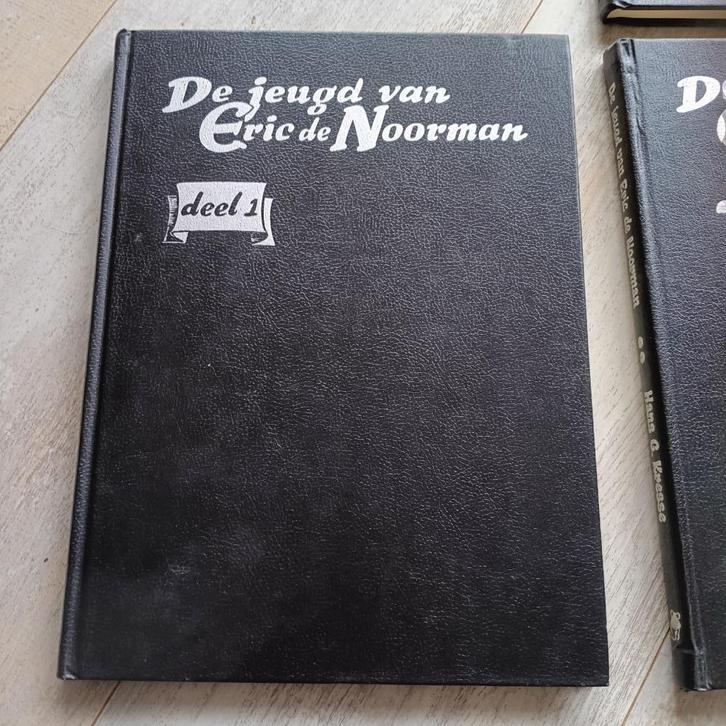 De jeugd van
Eric de Noorman
deel 1
De jeugd van Eric de Noorman •• Hans G. Kresse